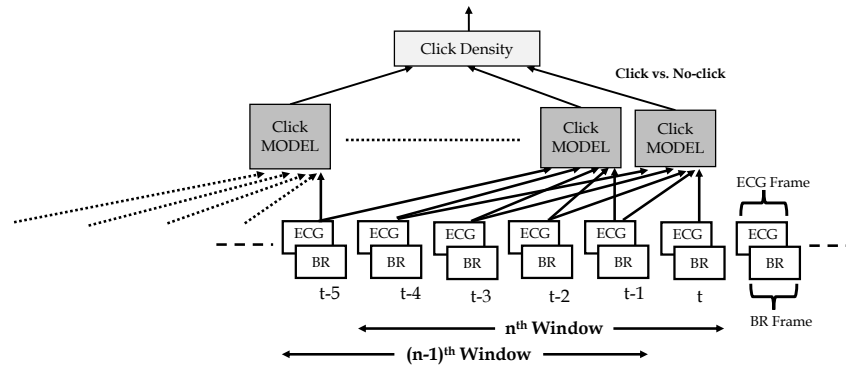 Click Density
Click vs. No-click
Click
MODEL
Click
MODEL
Click
MODEL
ECG Frame
ECG
ECG
ECG
ECG
ECG
ECG
ECG
BR
BR
BR
BR
BR
BR
BR
t-5
t-4
t-3
t-2
t-1
t
BR Frame
nth Window
(n-1)th Window